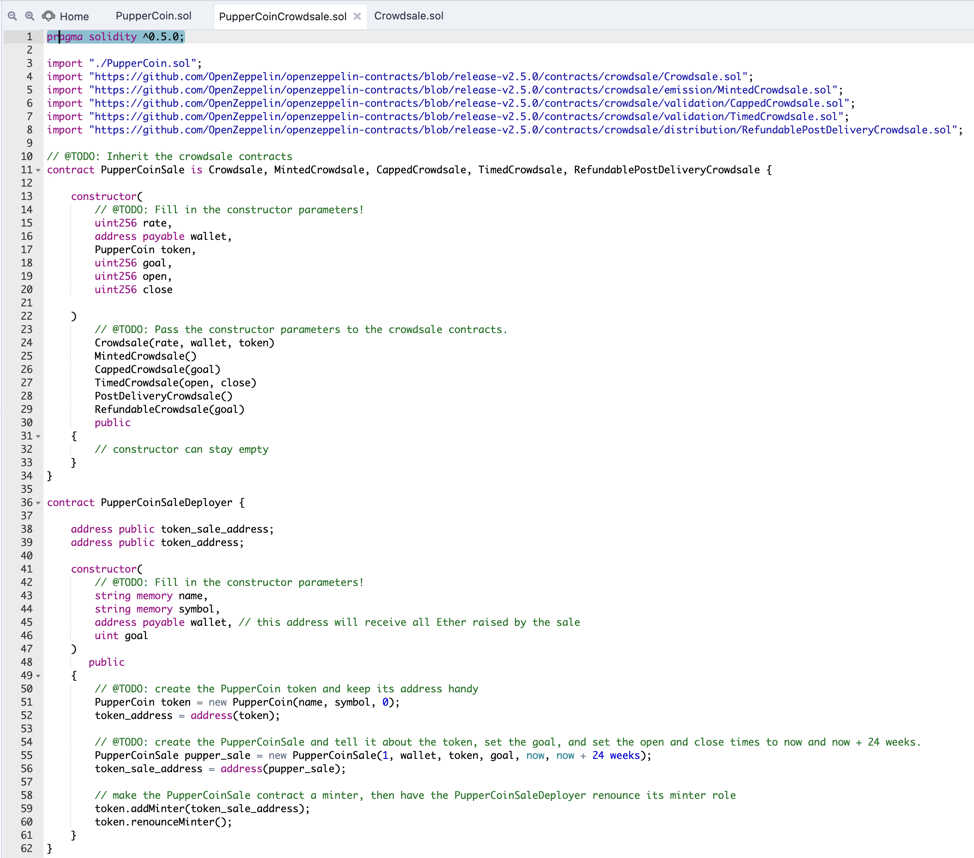 Home PupperCoin.sol PupperCoinCrowdsale.sol × Crowdsale.sol
1 pragma solidity ^0.5.0;
2
3 import "./PupperCoin.sol";
4 import "https://github.com/OpenZeppelin/openzeppelin-contracts/blob/release-v2.5.0/contracts/crowdsale/Crowdsale.sol";
5 import "https://github.com/OpenZeppelin/openzeppelin-contracts/blob/release-v2.5.0/contracts/crowdsale/emission/MintedCrowdsale.sol";
6 import "https://github.com/OpenZeppelin/openzeppelin-contracts/blob/release-v2.5.0/contracts/crowdsale/validation/CappedCrowdsale.sol";
7 import "https://github.com/OpenZeppelin/openzeppelin-contracts/blob/release-v2.5.0/contracts/crowdsale/validation/TimedCrowdsale.sol";
8 import "https://github.com/OpenZeppelin/openzeppelin-contracts/blob/release-v2.5.0/contracts/crowdsale/distribution/RefundablePostDeliveryCrowdsale.sol";
9
10 // @TODO: Inherit the crowdsale contracts
11 contract PupperCoinSale is Crowdsale, MintedCrowdsale, CappedCrowdsale, TimedCrowdsale, RefundablePostDeliveryCrowdsale {
12
13 constructor(
14 // @TODO: Fill in the constructor parameters!
15 uint256 rate,
16 address payable wallet,
17 PupperCoin token,
18 uint256 goal,
19 uint256 open,
20 uint256 close
21
22 )
23 // @TODO: Pass the constructor parameters to the crowdsale contracts.
24 Crowdsale(rate, wallet, token)
25 MintedCrowdsale()
26 CappedCrowdsale(goal)
27 TimedCrowdsale(open, close)
28 PostDeliveryCrowdsale()
29 RefundableCrowdsale(goal)
30 public
31 {
32 // constructor can stay empty
33 }
34 }
35
36 contract PupperCoinSaleDeployer {
37
38 address public token_sale_address;
39 address public token_address;
40
41 constructor(
42 // @TODO: Fill in the constructor parameters!
43 string memory name,
44 string memory symbol,
45 address payable wallet, // this address will receive all Ether raised by the sale
46 uint goal
47 )
48 public
49 {
50 // @TODO: create the PupperCoin token and keep its address handy
51 PupperCoin token = new PupperCoin(name, symbol, 0);
52 token_address = address(token);
53
54 // @TODO: create the PupperCoinSale and tell it about the token, set the goal, and set the open and close times to now and now + 24 weeks.
55 PupperCoinSale pupper_sale = new PupperCoinSale(1, wallet, token, goal, now, now + 24 weeks);
56 token_sale_address = address(pupper_sale);
57
58 // make the PupperCoinSale contract a minter, then have the PupperCoinSaleDeployer renounce its minter role
59 token.addMinter(token_sale_address);
60 token.renounceMinter();
61 }
62 }